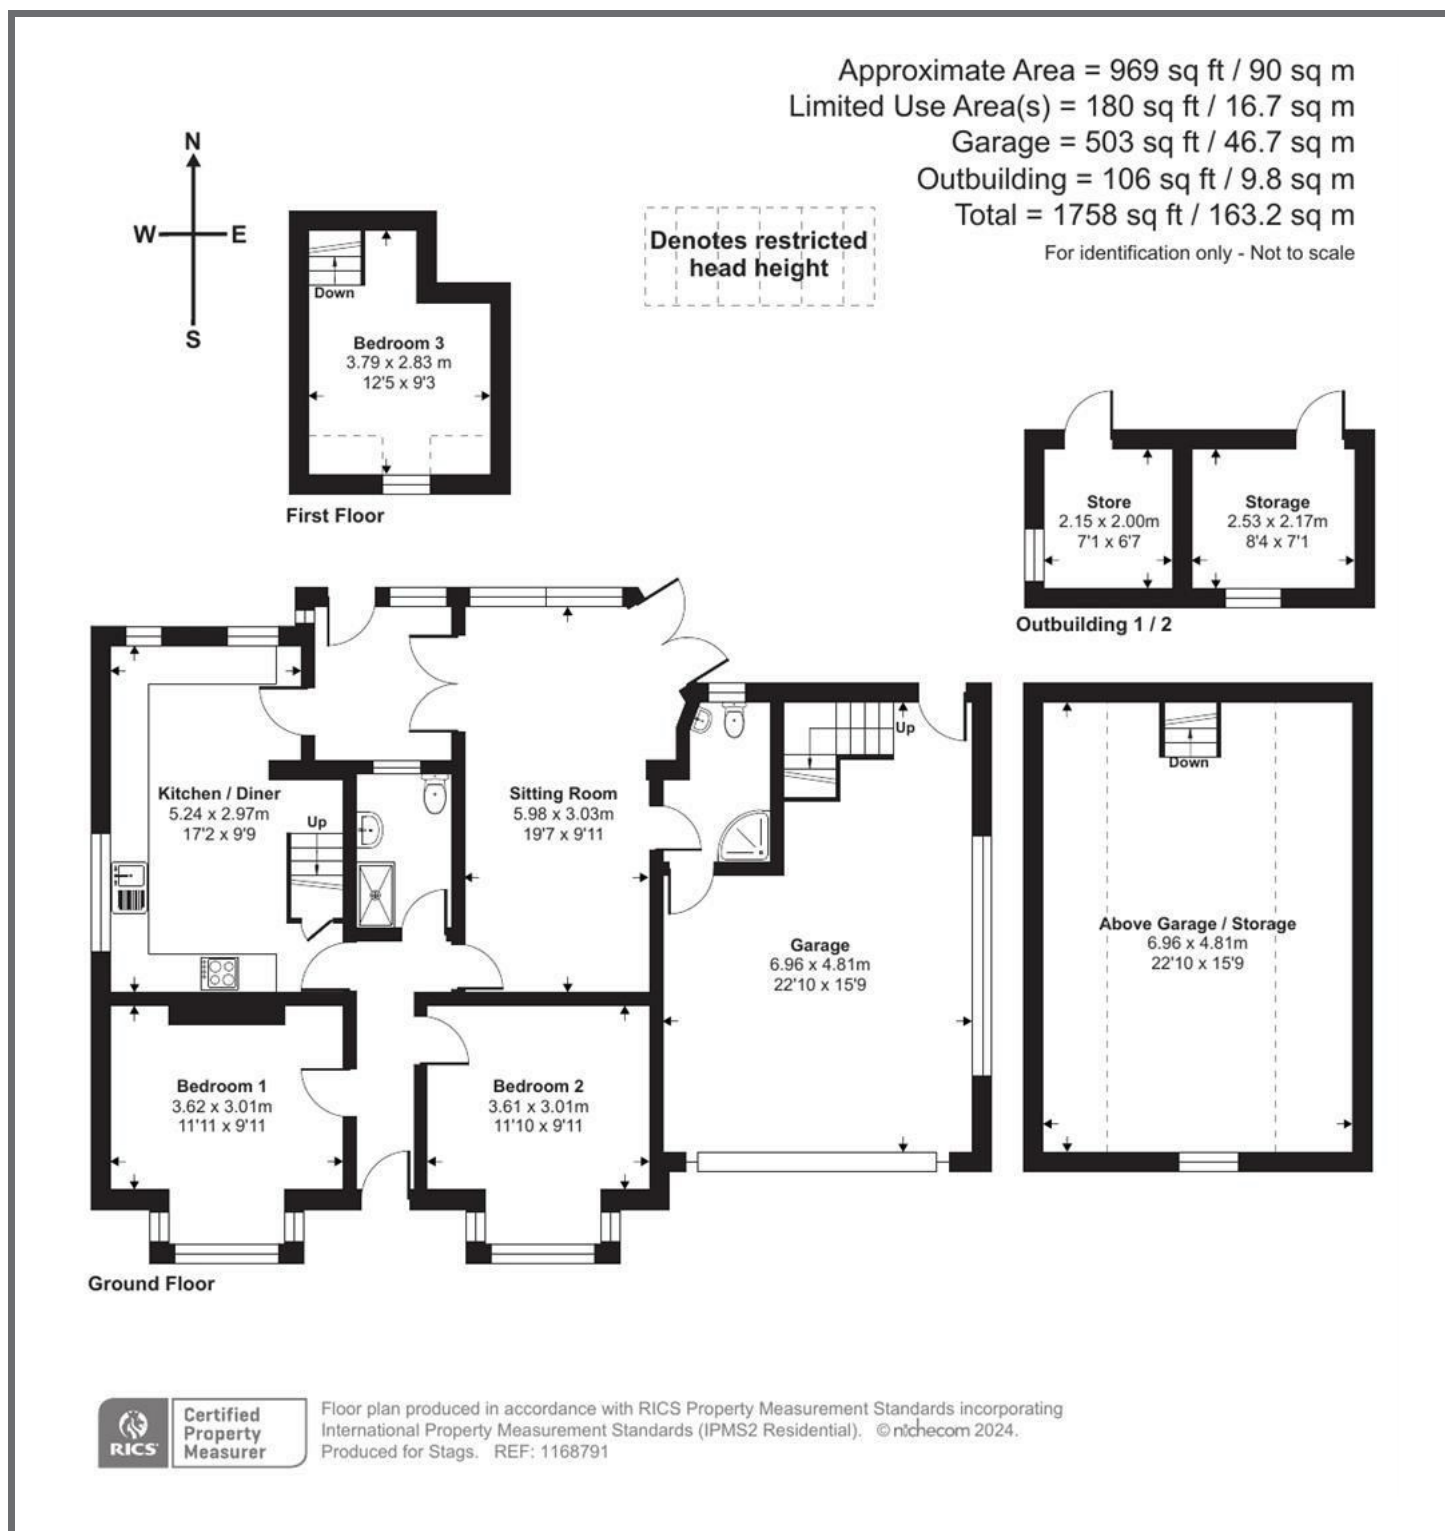 Approximate Area = 969 sq ft / 90 sq m
Limited Use Area(s) = 180 sq ft / 16.7 sq m
Garage = 503 sq ft / 46.7 sq m
Outbuilding = 106 sq ft / 9.8 sq m
Total = 1758 sq ft / 163.2 sq m
For identification only - Not to scale
N
W E
S
Denotes restricted
head height
Down
Bedroom 3
3.79 x 2.83 m
12'5 x 9'3
First Floor
Store
2.15 x 2.00m
7'1 x 6'7
Storage
2.53 x 2.17m
8'4 x 7'1
Outbuilding 1 / 2
Kitchen / Diner
5.24 x 2.97m
17'2 x 9'9
Up
Sitting Room
5.98 x 3.03m
19'7 x 9'11
Up
Garage
6.96 x 4.81m
22'10 x 15'9
Down
Above Garage / Storage
6.96 x 4.81m
22'10 x 15'9
Bedroom 1
3.62 x 3.01m
11'11 x 9'11
Bedroom 2
3.61 x 3.01m
11'10 x 9'11
Ground Floor
RICS
Certified
Property
Measurer
Floor plan produced in accordance with RICS Property Measurement Standards incorporating
International Property Measurement Standards (IPMS2 Residential). © nichecom 2024.
Produced for Stags. REF: 1168791